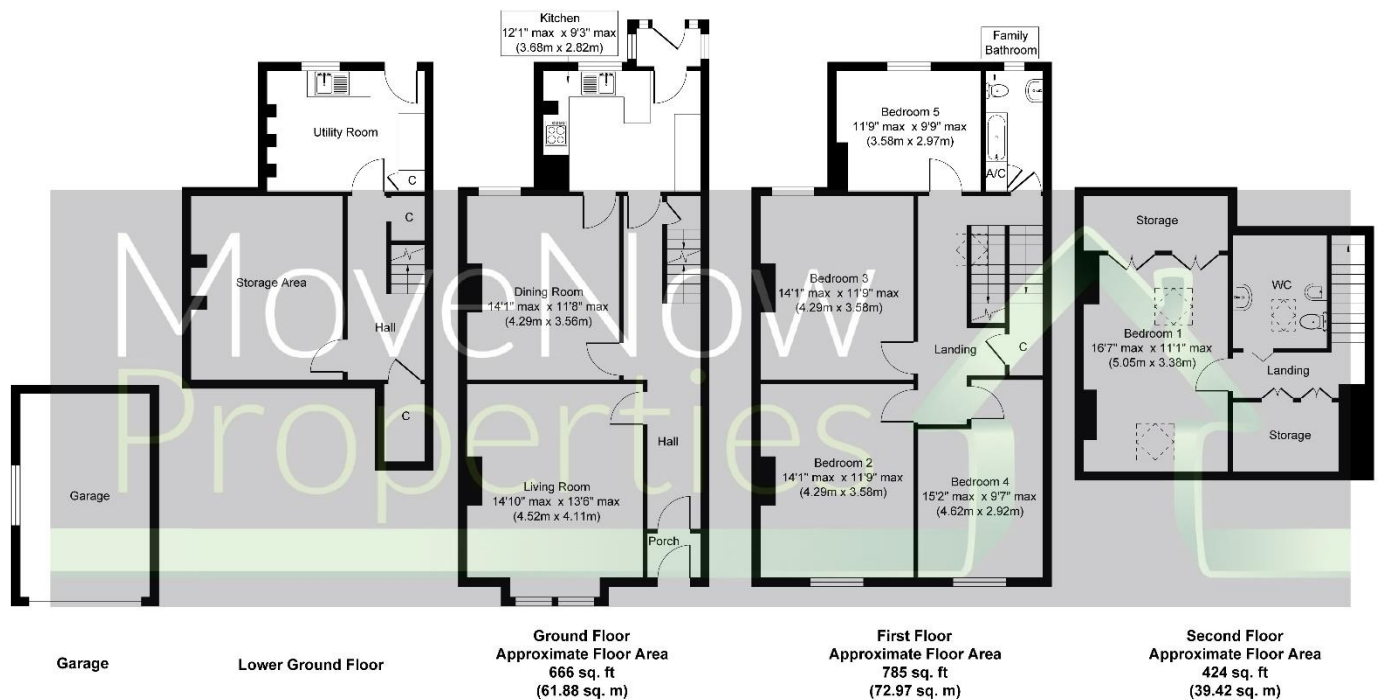 Kitchen
12'1" max x 9'3" max
(3.68m x 2.82m)
Family
Bathroom
Utility Room
C
C
Storage Area
Hall
C
Garage
Dining Room
14'1" max x 11'8" max
(4.29m x 3.56m)
Living Room
14'10" max x 13'6" max
(4.52m x 4.11m)
Hall
Porch
Bedroom 5
11'9" max x 9'9" max
(3.58m x 2.97m)
A/C
Bedroom 3
14'1" max x 11'9" max
(4.29m x 3.58m)
Landing
C
Bedroom 2
14'1" max x 11'9" max
(4.29m x 3.58m)
Bedroom 4
15'2" max x 9'7" max
(4.62m x 2.92m)
Storage
WC
Bedroom 1
16'7" max x 11'1" max
(5.05m x 3.38m)
Landing
Storage
MoveNow
Properties
Garage
Lower Ground Floor
Ground Floor
Approximate Floor Area
666 sq. ft
(61.88 sq. m)
First Floor
Approximate Floor Area
785 sq. ft
(72.97 sq. m)
Second Floor
Approximate Floor Area
424 sq. ft
(39.42 sq. m)